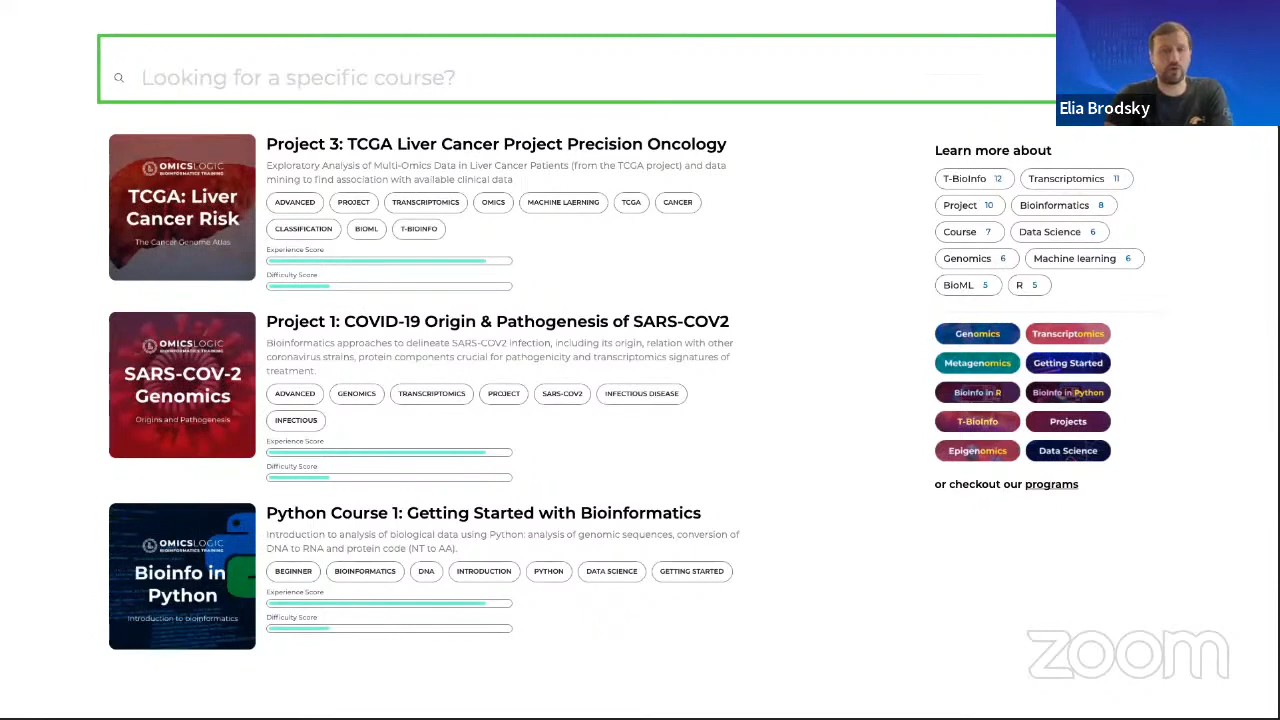 Looking for a specific course?
Elia Brodsky
OMICSLOGIC
BIOINFORMATICS TRAINING
TCGA: Liver
Cancer Risk
The Cancer Genome Atlas
Project 3: TCGA Liver Cancer Project Precision Oncology
Exploratory Analysis of Multi-Omics Data in Liver Cancer Patients (from the TCGA project) and data
mining to find association with available clinical data
ADVANCED PROJECT TRANSCRIPTOMICS OMICS MACHINE LAERNING TCGA CANCER
CLASSIFICATION BIOML T-BIOINFO
Experience Score
Difficulty Score
OMICSLOGIC
BIOINFORMATICS TRAINING
SARS-COV-2
Genomics
Origins and Pathogenesis
Project 1: COVID-19 Origin & Pathogenesis of SARS-COV2
Bioinformatics approach to delineate SARS-COV2 infection, including its origin, relation with other
coronavirus strains, protein components crucial for pathogenicity and transcriptomics signatures of
treatment.
ADVANCED GENOMICS TRANSCRIPTOMICS PROJECT SARS-COV2 INFECTIOUS DISEASE
INFECTIOUS
Experience Score
Difficulty Score
OMICSLOGIC
BIOINFORMATICS TRAINING
Bioinfo in
Python
Introduction to bioinformatics
Python Course 1: Getting Started with Bioinformatics
Introduction to analysis of biological data using Python: analysis of genomic sequences, conversion of
DNA to RNA and protein code (NT to AA).
BEGINNER BIOINFORMATICS DNA INTRODUCTION PYTHON DATA SCIENCE GETTING STARTED
Experience Score
Difficulty Score
Learn more about
T-BioInfo 12 Transcriptomics 11
Project 10 Bioinformatics 8
Course 7 Data Science 6
Genomics 6 Machine learning 6
BioML 5 R 5
Genomics Transcriptomics
Metagenomics Getting Started
BioInfo in R BioInfo in Python
T-BioInfo Projects
Epigenomics Data Science
or checkout our programs
zoom